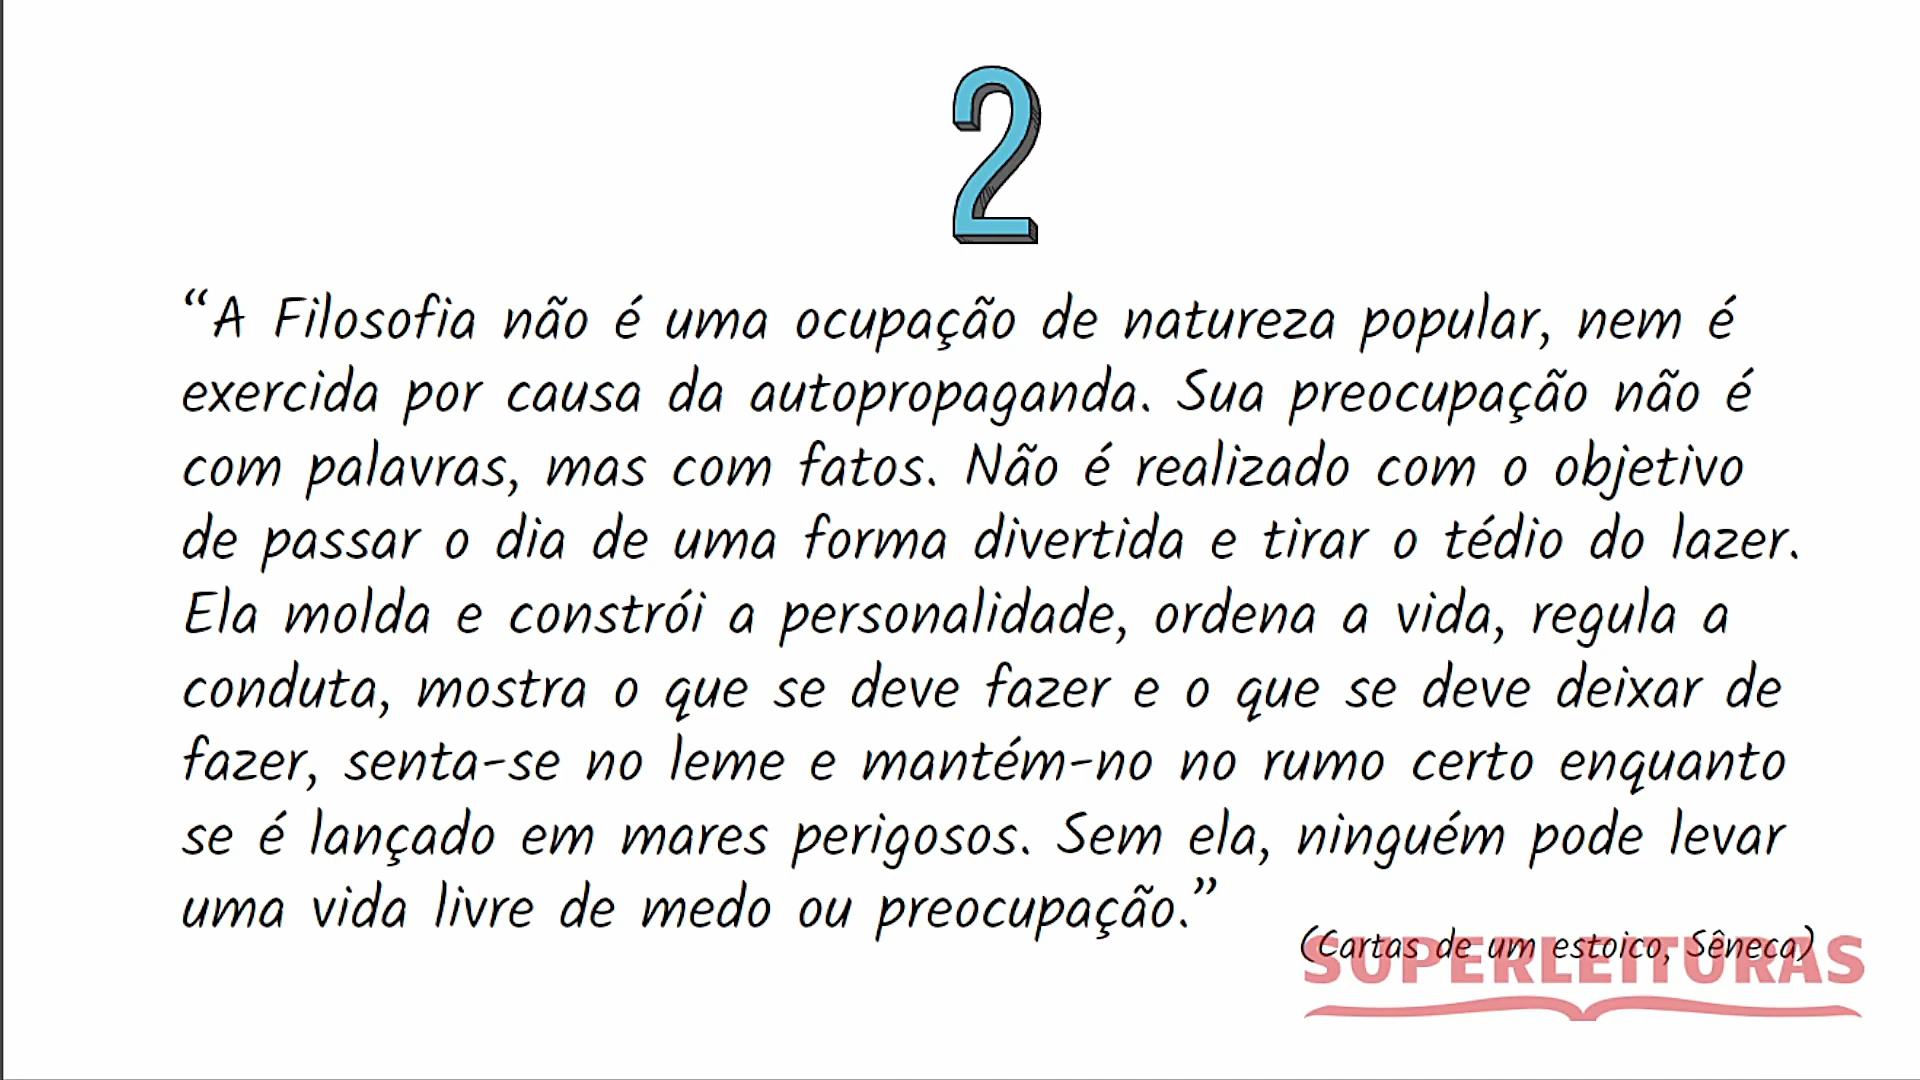 2
“A Filosofia não é uma ocupação de natureza popular, nem é
exercida por causa da autopropaganda. Sua preocupação não é
com palavras, mas com fatos. Não é realizado com o objetivo
de passar o dia de uma forma divertida e tirar o tédio do lazer.
Ela molda e constrói a personalidade, ordena a vida, regula a
conduta, mostra o que se deve fazer e o que se deve deixar de
fazer, senta-se no leme e mantém-no no rumo certo enquanto
se é lançado em mares perigosos. Sem ela, ninguém pode levar
uma vida livre de medo ou preocupação.”
(Cartas de um estoico, Sêneca)
SUPERLEITURAS